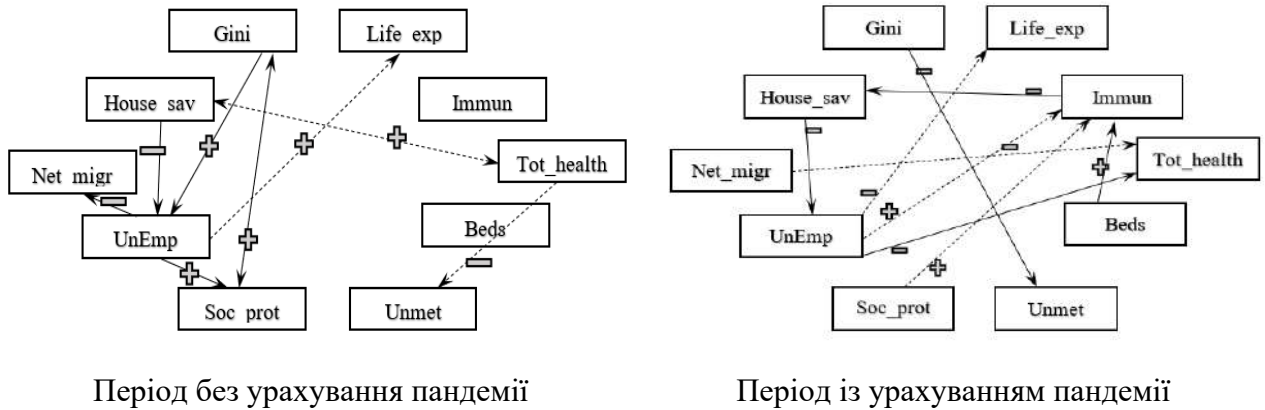 Gini
Life exp
House sav
Immun
Net migr
Tot_health
UnEmp
Beds
Soc prot
Unmet
Період без урахування пандемії
Gini
Life_exp
House_sav
Immun
Net_migr
Tot_health
UnEmp
Beds
Soc_prot
Unmet
Період із урахуванням пандемії